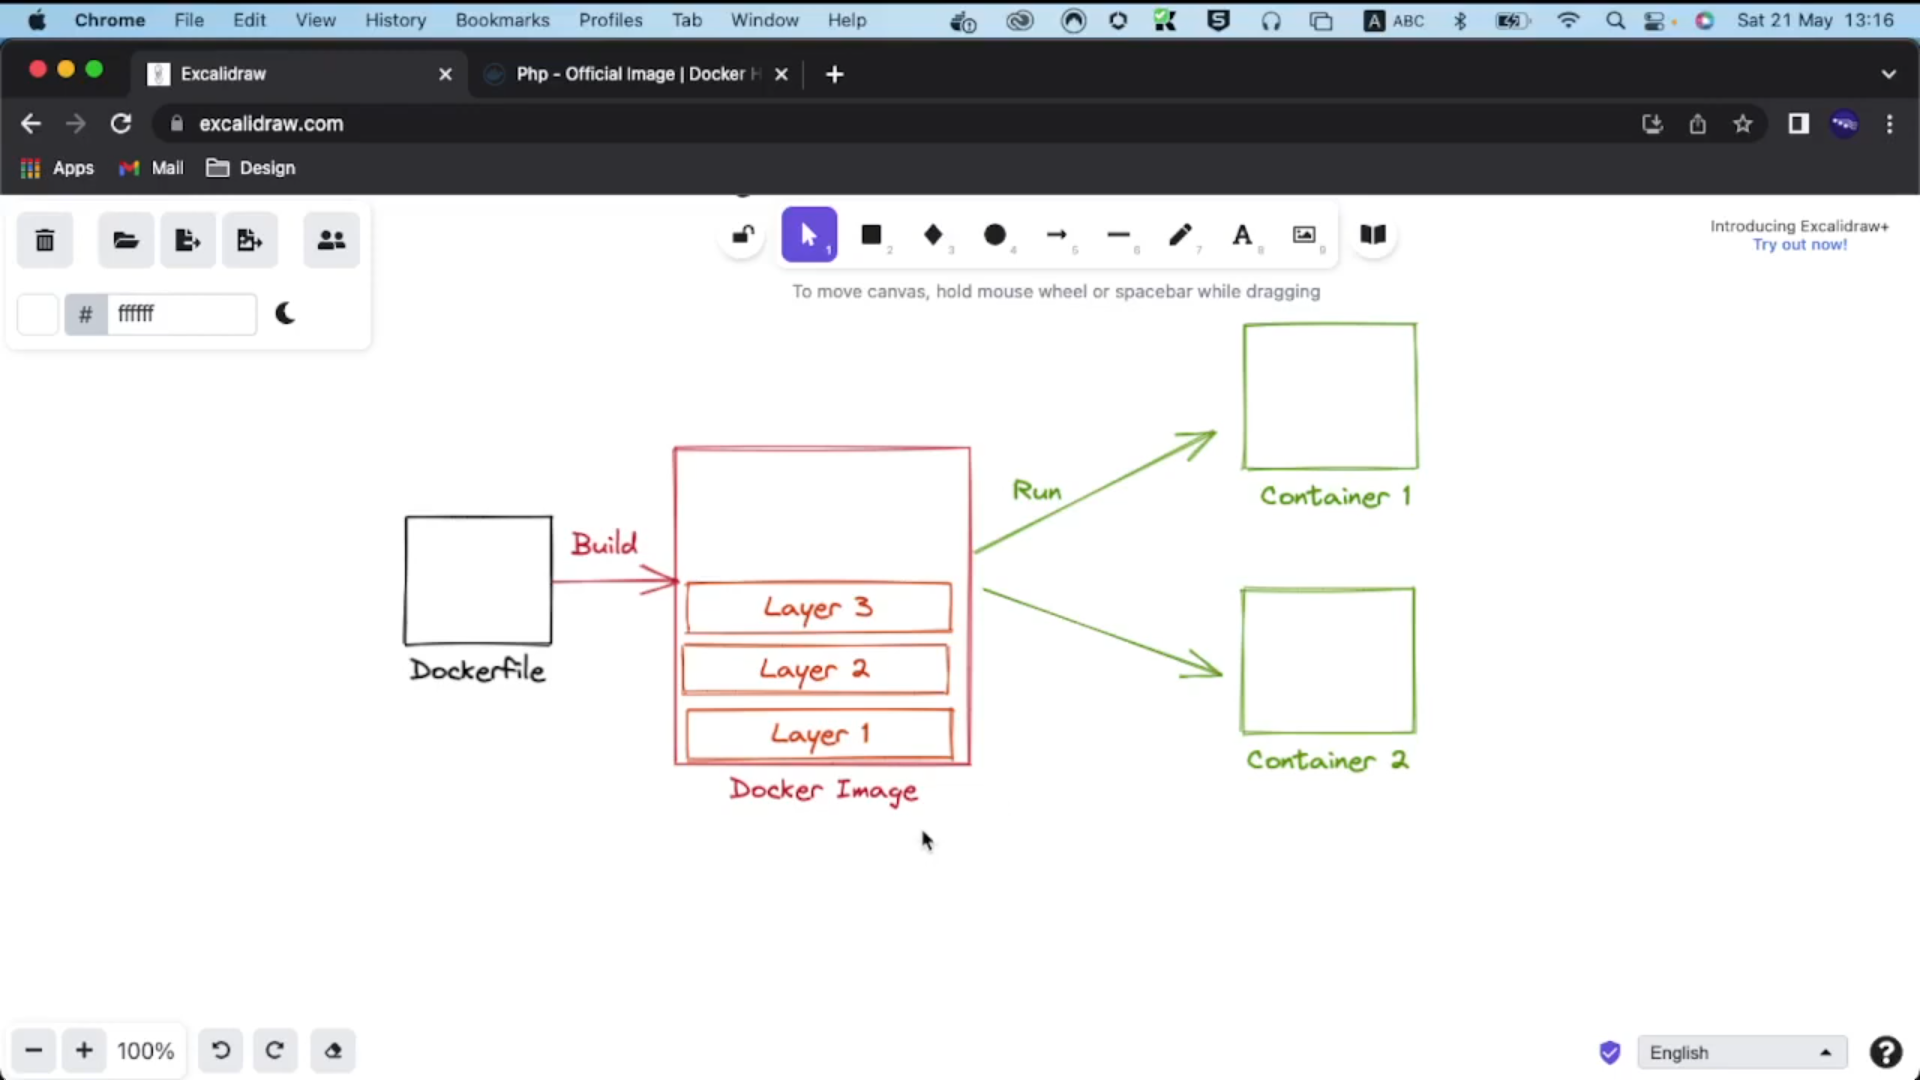 Chrome File Edit View History Bookmarks Profiles Tab Window Help A ABC Sat 21 May 13:16
Excalidraw Php - Official Image | Docker H
excalidraw.com
Apps Mail Design
1 2 3 4 5 6 7 8 9
Introducing Excalidraw+
Try out now!
To move canvas, hold mouse wheel or spacebar while dragging
# ffffff
Run
Container 1
Build
Layer 3
Dockerfile
Layer 2
Layer 1
Container 2
Docker Image
100%
English
?